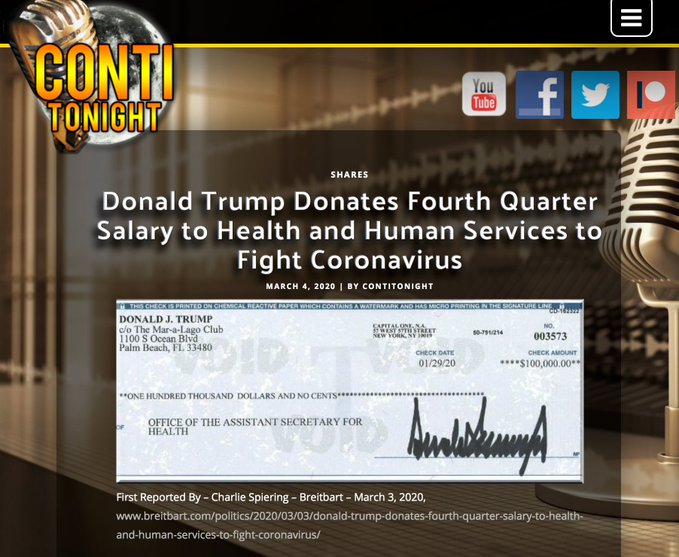 CONTI
TONIGHT
You
Tube
SHARES
Donald Trump Donates Fourth Quarter
Salary to Health and Human Services to
Fight Coronavirus
MARCH 4, 2020 | BY CONTITONIGHT
THIS CHECK IS PRINTED ON CHEMICAL REACTIVE PAPER WHICH CONTAINS A WATERMARK AND HAS MICRO PRINTING IN THE SIGNATURE LINE
CD-162322
DONALD J. TRUMP
c/o The Mar-a-Lago Club
1100 S Ocean Blvd
Palm Beach, FL 33480
CAPITAL ONE, N.A.
57 WEST 57TH STREET
NEW YORK, NY 10019
50-791/214
NO.
003573
CHECK DATE
01/29/20
CHECK AMOUNT
****$100,000.00**
VOID
VOID
**ONE HUNDRED THOUSAND DOLLARS AND NO CENTS**************************************
OF
OFFICE OF THE ASSISTANT SECRETARY FOR
HEALTH
VOID
MP
First Reported By – Charlie Spiering – Breitbart – March 3, 2020,
www.breitbart.com/politics/2020/03/03/donald-trump-donates-fourth-quarter-salary-to-health-
and-human-services-to-fight-coronavirus/